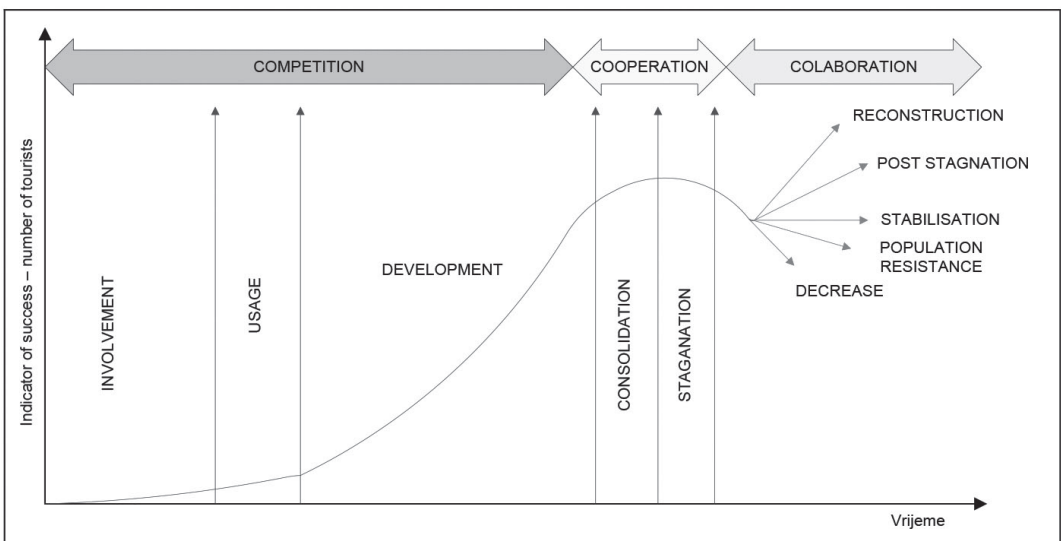 COMPETITION
COOPERATION
COLABORATION
Indicator of success – number of tourists
INVOLVEMENT
USAGE
DEVELOPMENT
CONSOLIDATION
STAGANATION
RECONSTRUCTION
POST STAGNATION
STABILISATION
POPULATION
RESISTANCE
DECREASE
Vrijeme